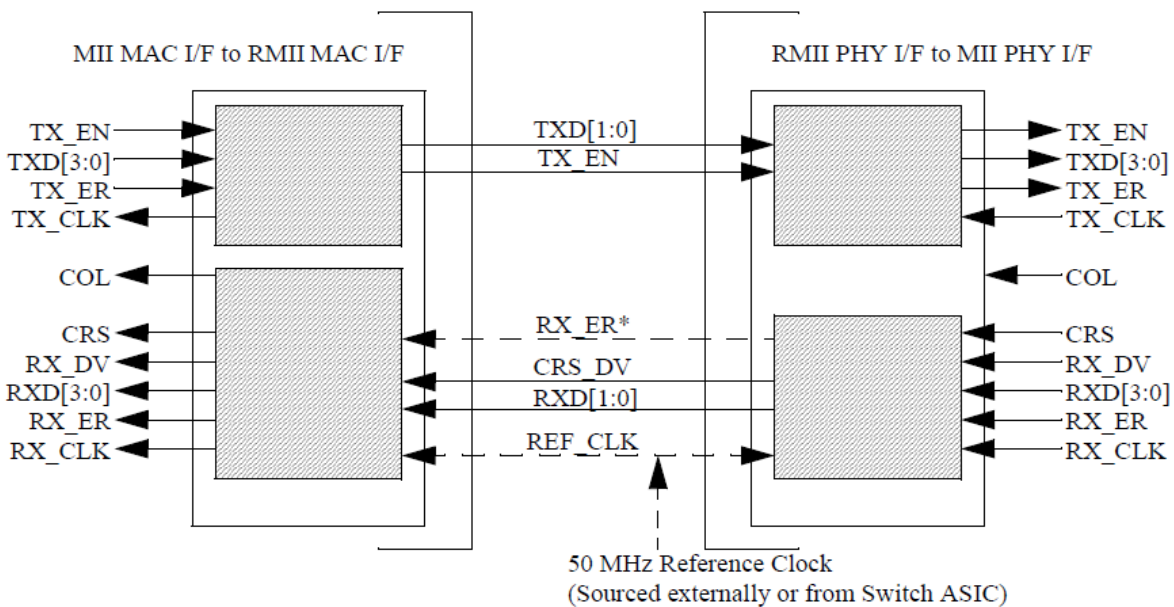 MII MAC I/F to RMII MAC I/F
RMII PHY I/F to MII PHY I/F
TX_EN
TXD[3:0]
TX_ER
TX_CLK
COL
CRS
RX_DV
RXD[3:0]
RX_ER
RX_CLK
TXD[1:0]
TX_EN
RX_ER*
CRS_DV
RXD[1:0]
REF_CLK
TX_EN
TXD[3:0]
TX_ER
TX_CLK
COL
CRS
RX_DV
RXD[3:0]
RX_ER
RX_CLK
50 MHz Reference Clock
(Sourced externally or from Switch ASIC)